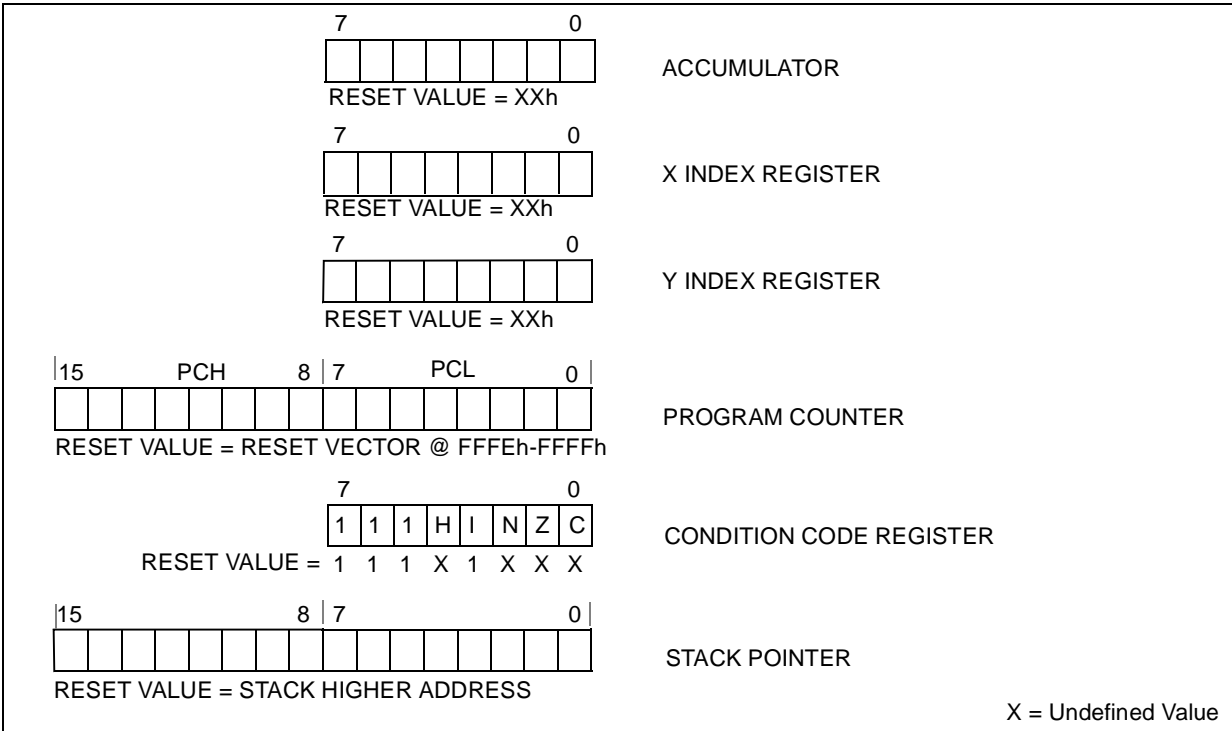 7 0
ACCUMULATOR
RESET VALUE = XXh
7 0
X INDEX REGISTER
RESET VALUE = XXh
7 0
Y INDEX REGISTER
RESET VALUE = XXh
15 PCH 8 7 PCL 0
PROGRAM COUNTER
RESET VALUE = RESET VECTOR @ FFFEh-FFFFh
7 0
1 1 1 H I N Z C
CONDITION CODE REGISTER
RESET VALUE = 1 1 1 X 1 X X X
15 8 7 0
STACK POINTER
RESET VALUE = STACK HIGHER ADDRESS
X = Undefined Value